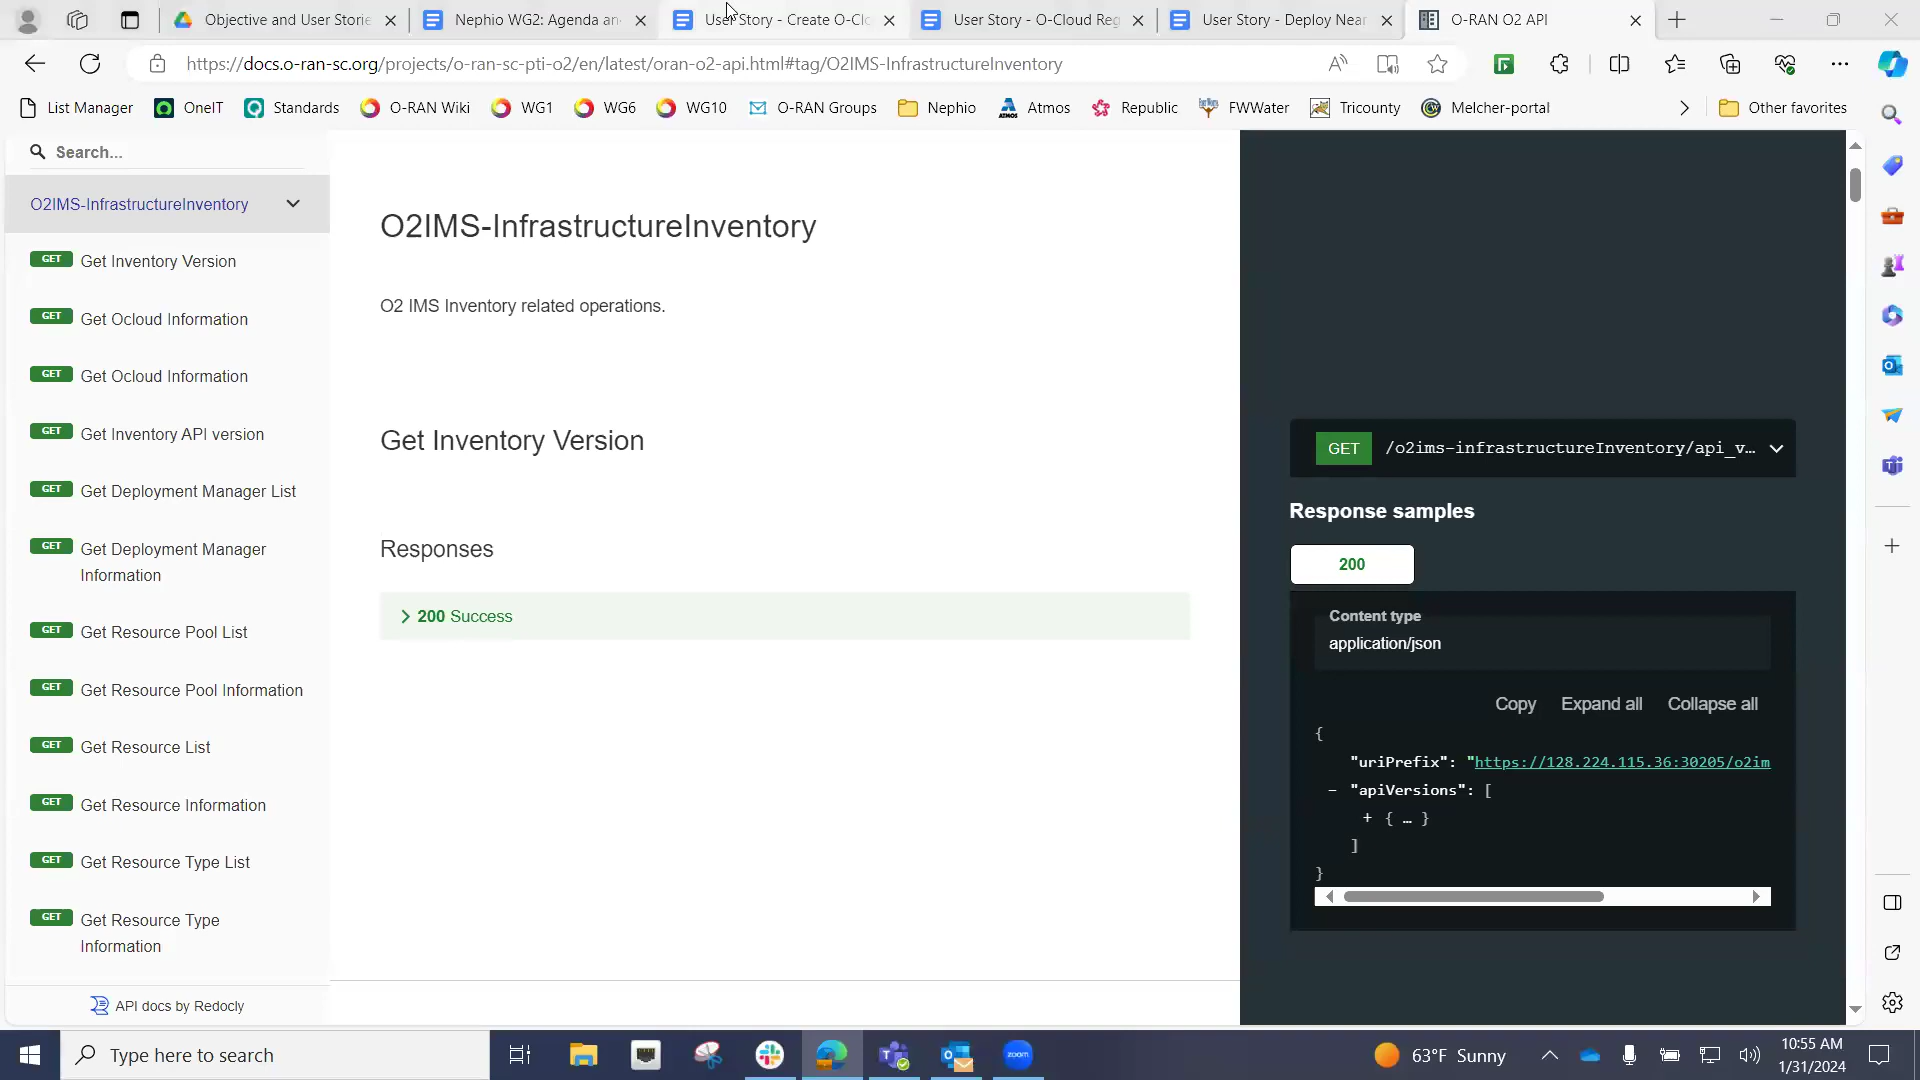 Objective and User Storie
Nephio WG2: Agenda an
User Story - Create O-Clo
User Story - O-Cloud Reg
User Story - Deploy Near
O-RAN O2 API
https://docs.o-ran-sc.org/projects/o-ran-sc-pti-o2/en/latest/oran-o2-api.html#tag/O2IMS-InfrastructureInventory
List Manager
OneIT
Standards
O-RAN Wiki
WG1
WG6
WG10
O-RAN Groups
Nephio
Atmos
Republic
FWWater
Tricounty
Melcher-portal
Other favorites
Search...
O2IMS-InfrastructureInventory
GET Get Inventory Version
GET Get Ocloud Information
GET Get Ocloud Information
GET Get Inventory API version
GET Get Deployment Manager List
GET Get Deployment Manager
Information
GET Get Resource Pool List
GET Get Resource Pool Information
GET Get Resource List
GET Get Resource Information
GET Get Resource Type List
GET Get Resource Type
Information
API docs by Redocly
O2IMS-InfrastructureInventory
O2 IMS Inventory related operations.
Get Inventory Version
Responses
200 Success
GET /o2ims-infrastructureInventory/api_v…
Response samples
200
Content type
application/json
Copy Expand all Collapse all
{
"uriPrefix": "https://128.224.115.36:30205/o2im
- "apiVersions": [
+ { … }
]
}
Type here to search
zoom
63°F Sunny
10:55 AM
1/31/2024